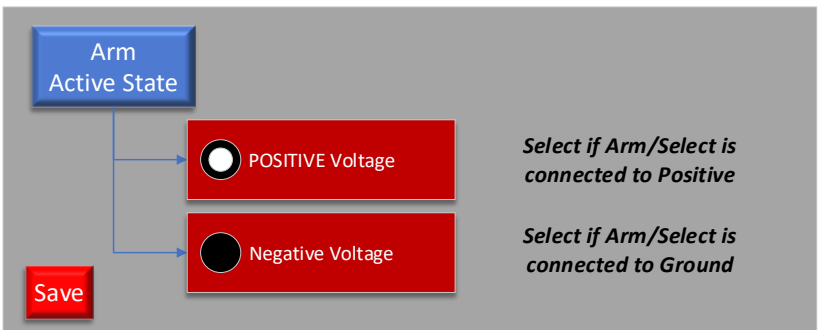 Arm
Active State
POSITIVE Voltage
Select if Arm/Select is
connected to Positive
Negative Voltage
Select if Arm/Select is
connected to Ground
Save